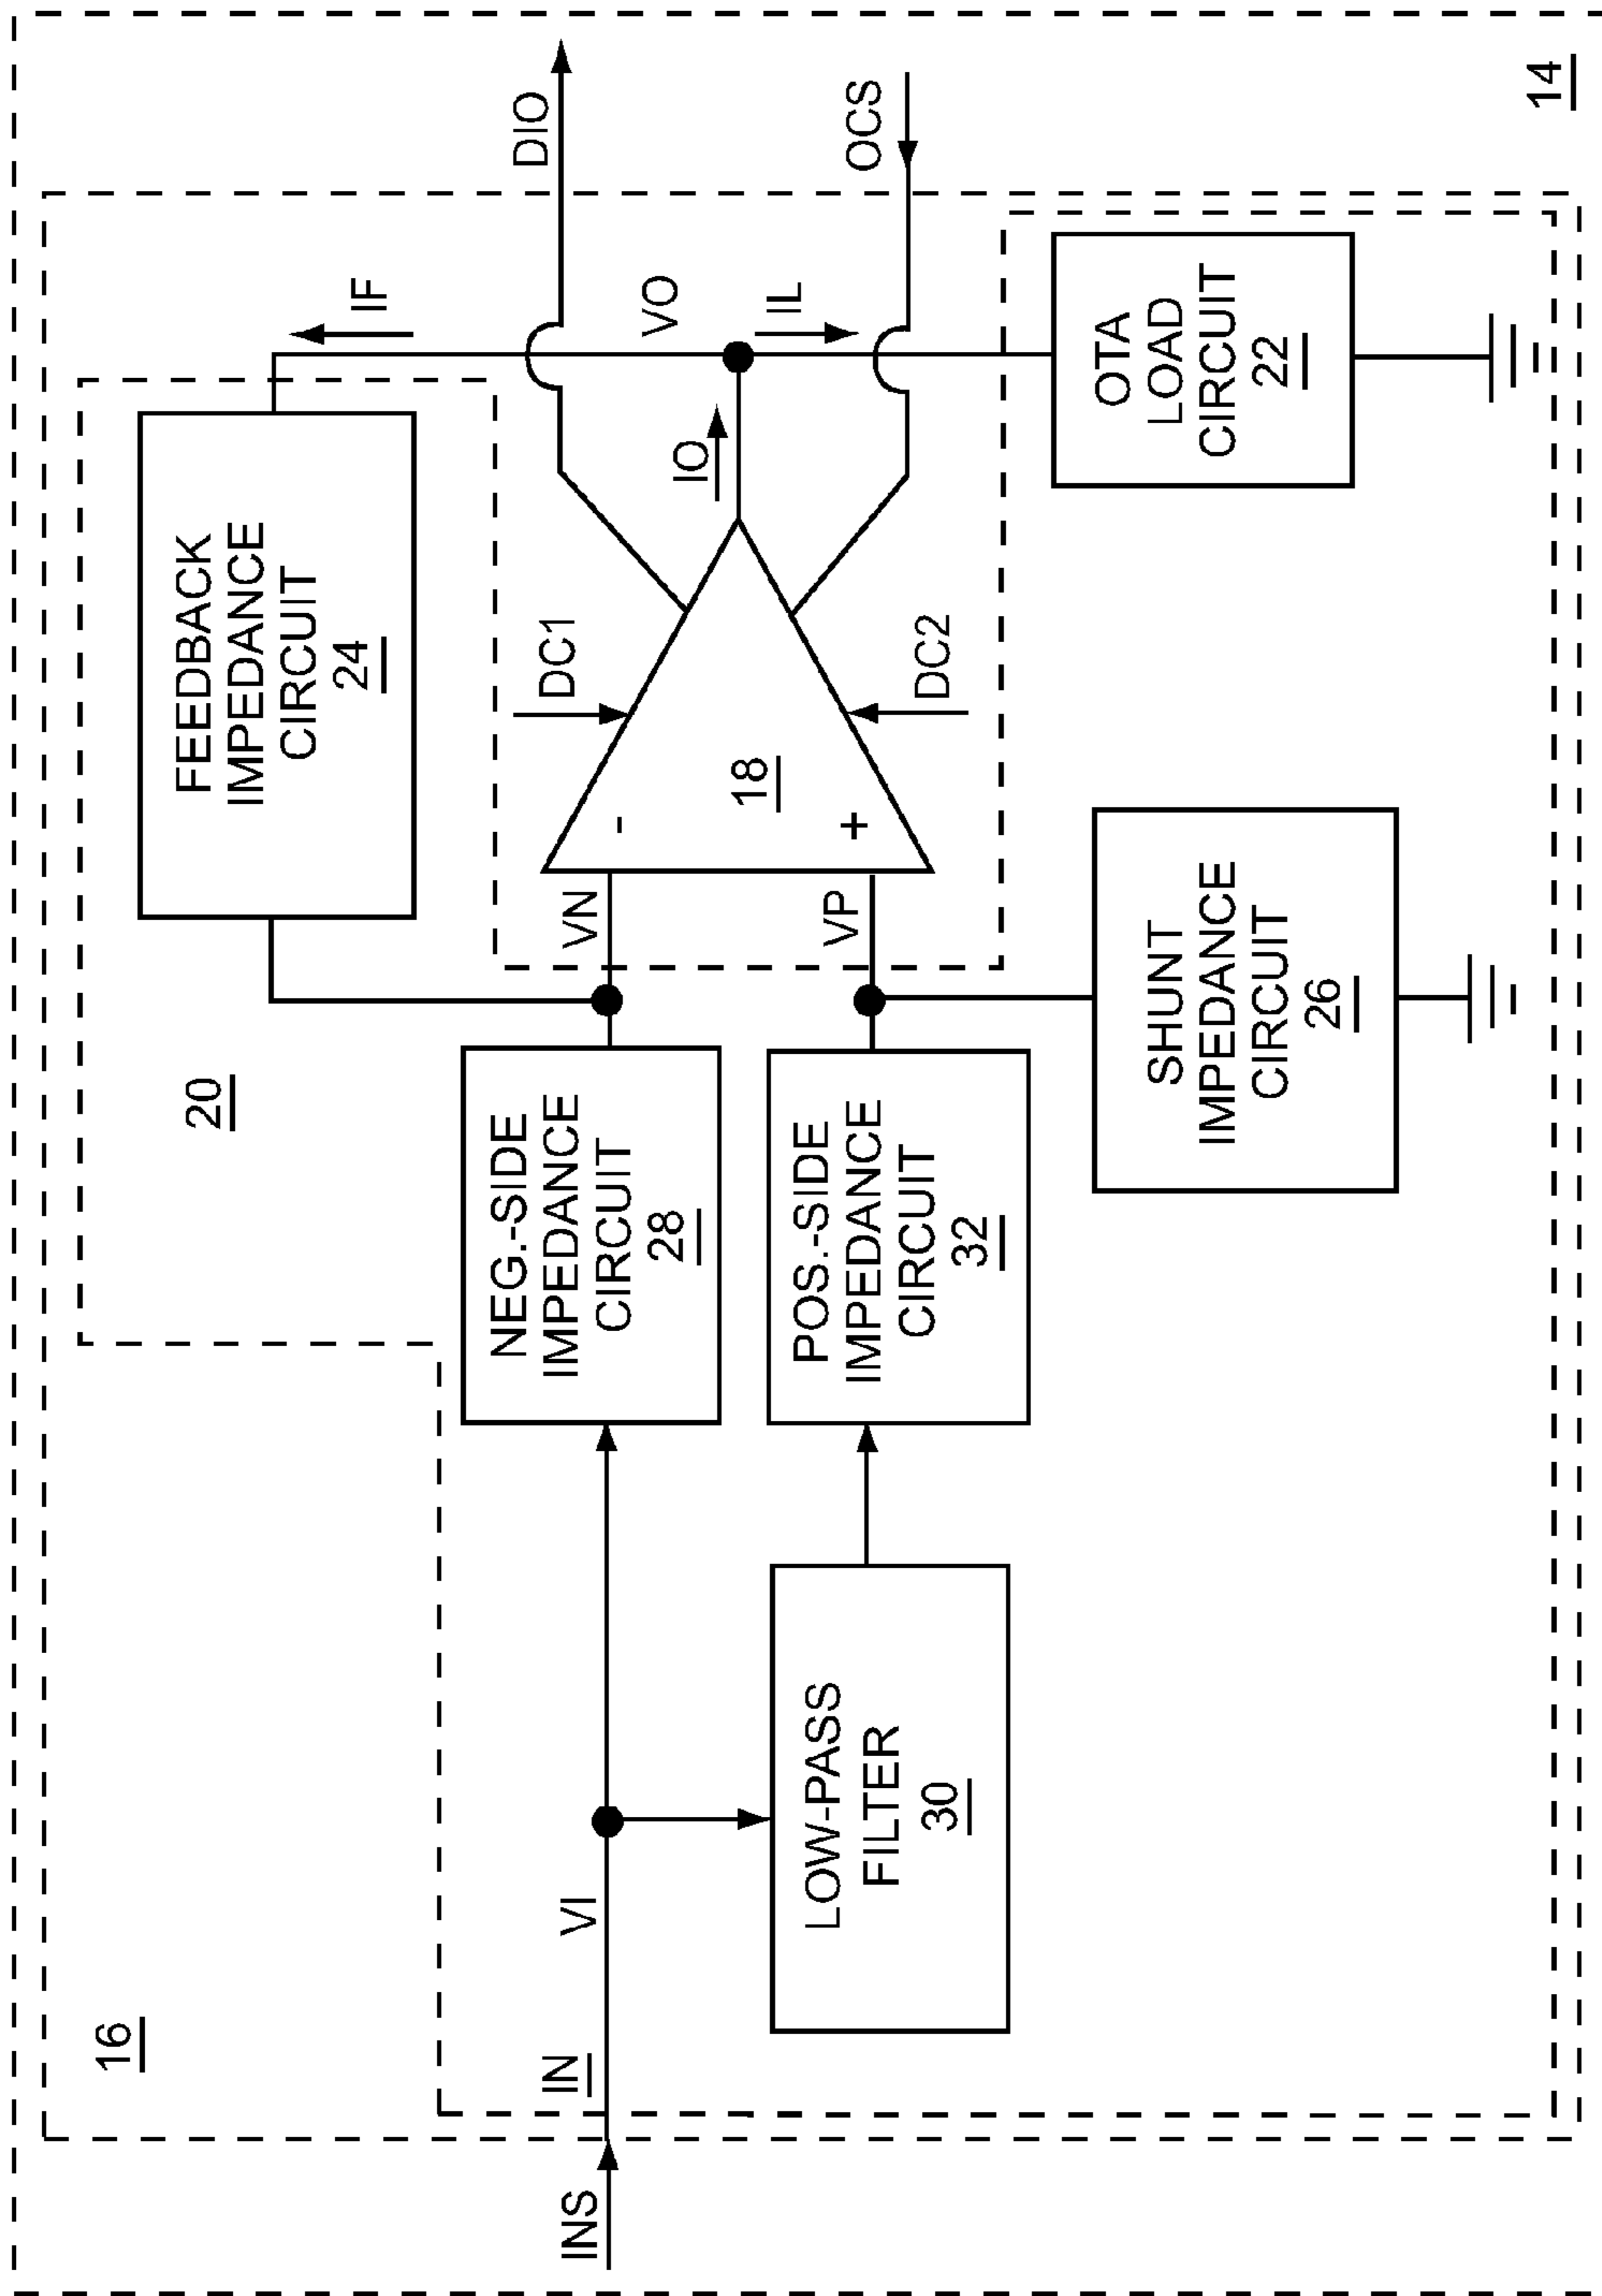 16
20
FEEDBACK
IMPEDANCE
CIRCUIT
24
IF
DIO
INS
IN
VI
NEG.-SIDE
IMPEDANCE
CIRCUIT
28
VN
-
DC1
18
IO
VO
LOW-PASS
FILTER
30
POS.-SIDE
IMPEDANCE
CIRCUIT
32
VP
+
DC2
IL
OCS
SHUNT
IMPEDANCE
CIRCUIT
26
OTA
LOAD
CIRCUIT
22
14